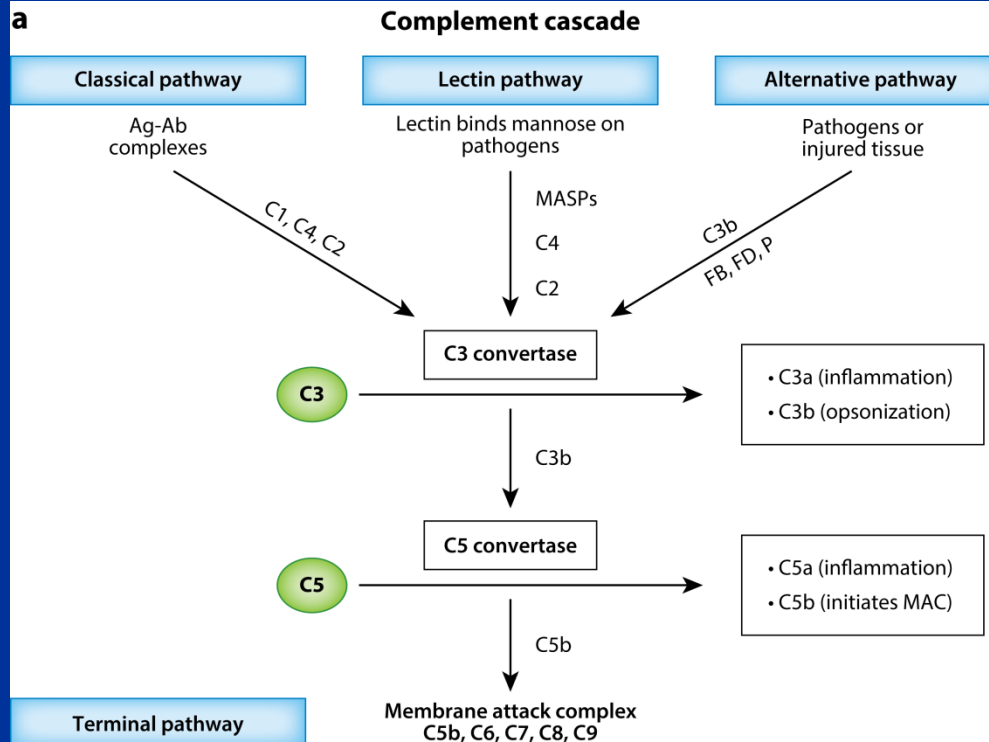 a
Complement cascade
Classical pathway
Lectin pathway
Alternative pathway
Ag-Ab
complexes
Lectin binds mannose on
pathogens
Pathogens or
injured tissue
C1, C4, C2
MASPs
C4
C2
C3b
FB, FD, P
C3 convertase
C3
• C3a (inflammation)
• C3b (opsonization)
C3b
C5 convertase
C5
• C5a (inflammation)
• C5b (initiates MAC)
C5b
Terminal pathway
Membrane attack complex
C5b, C6, C7, C8, C9